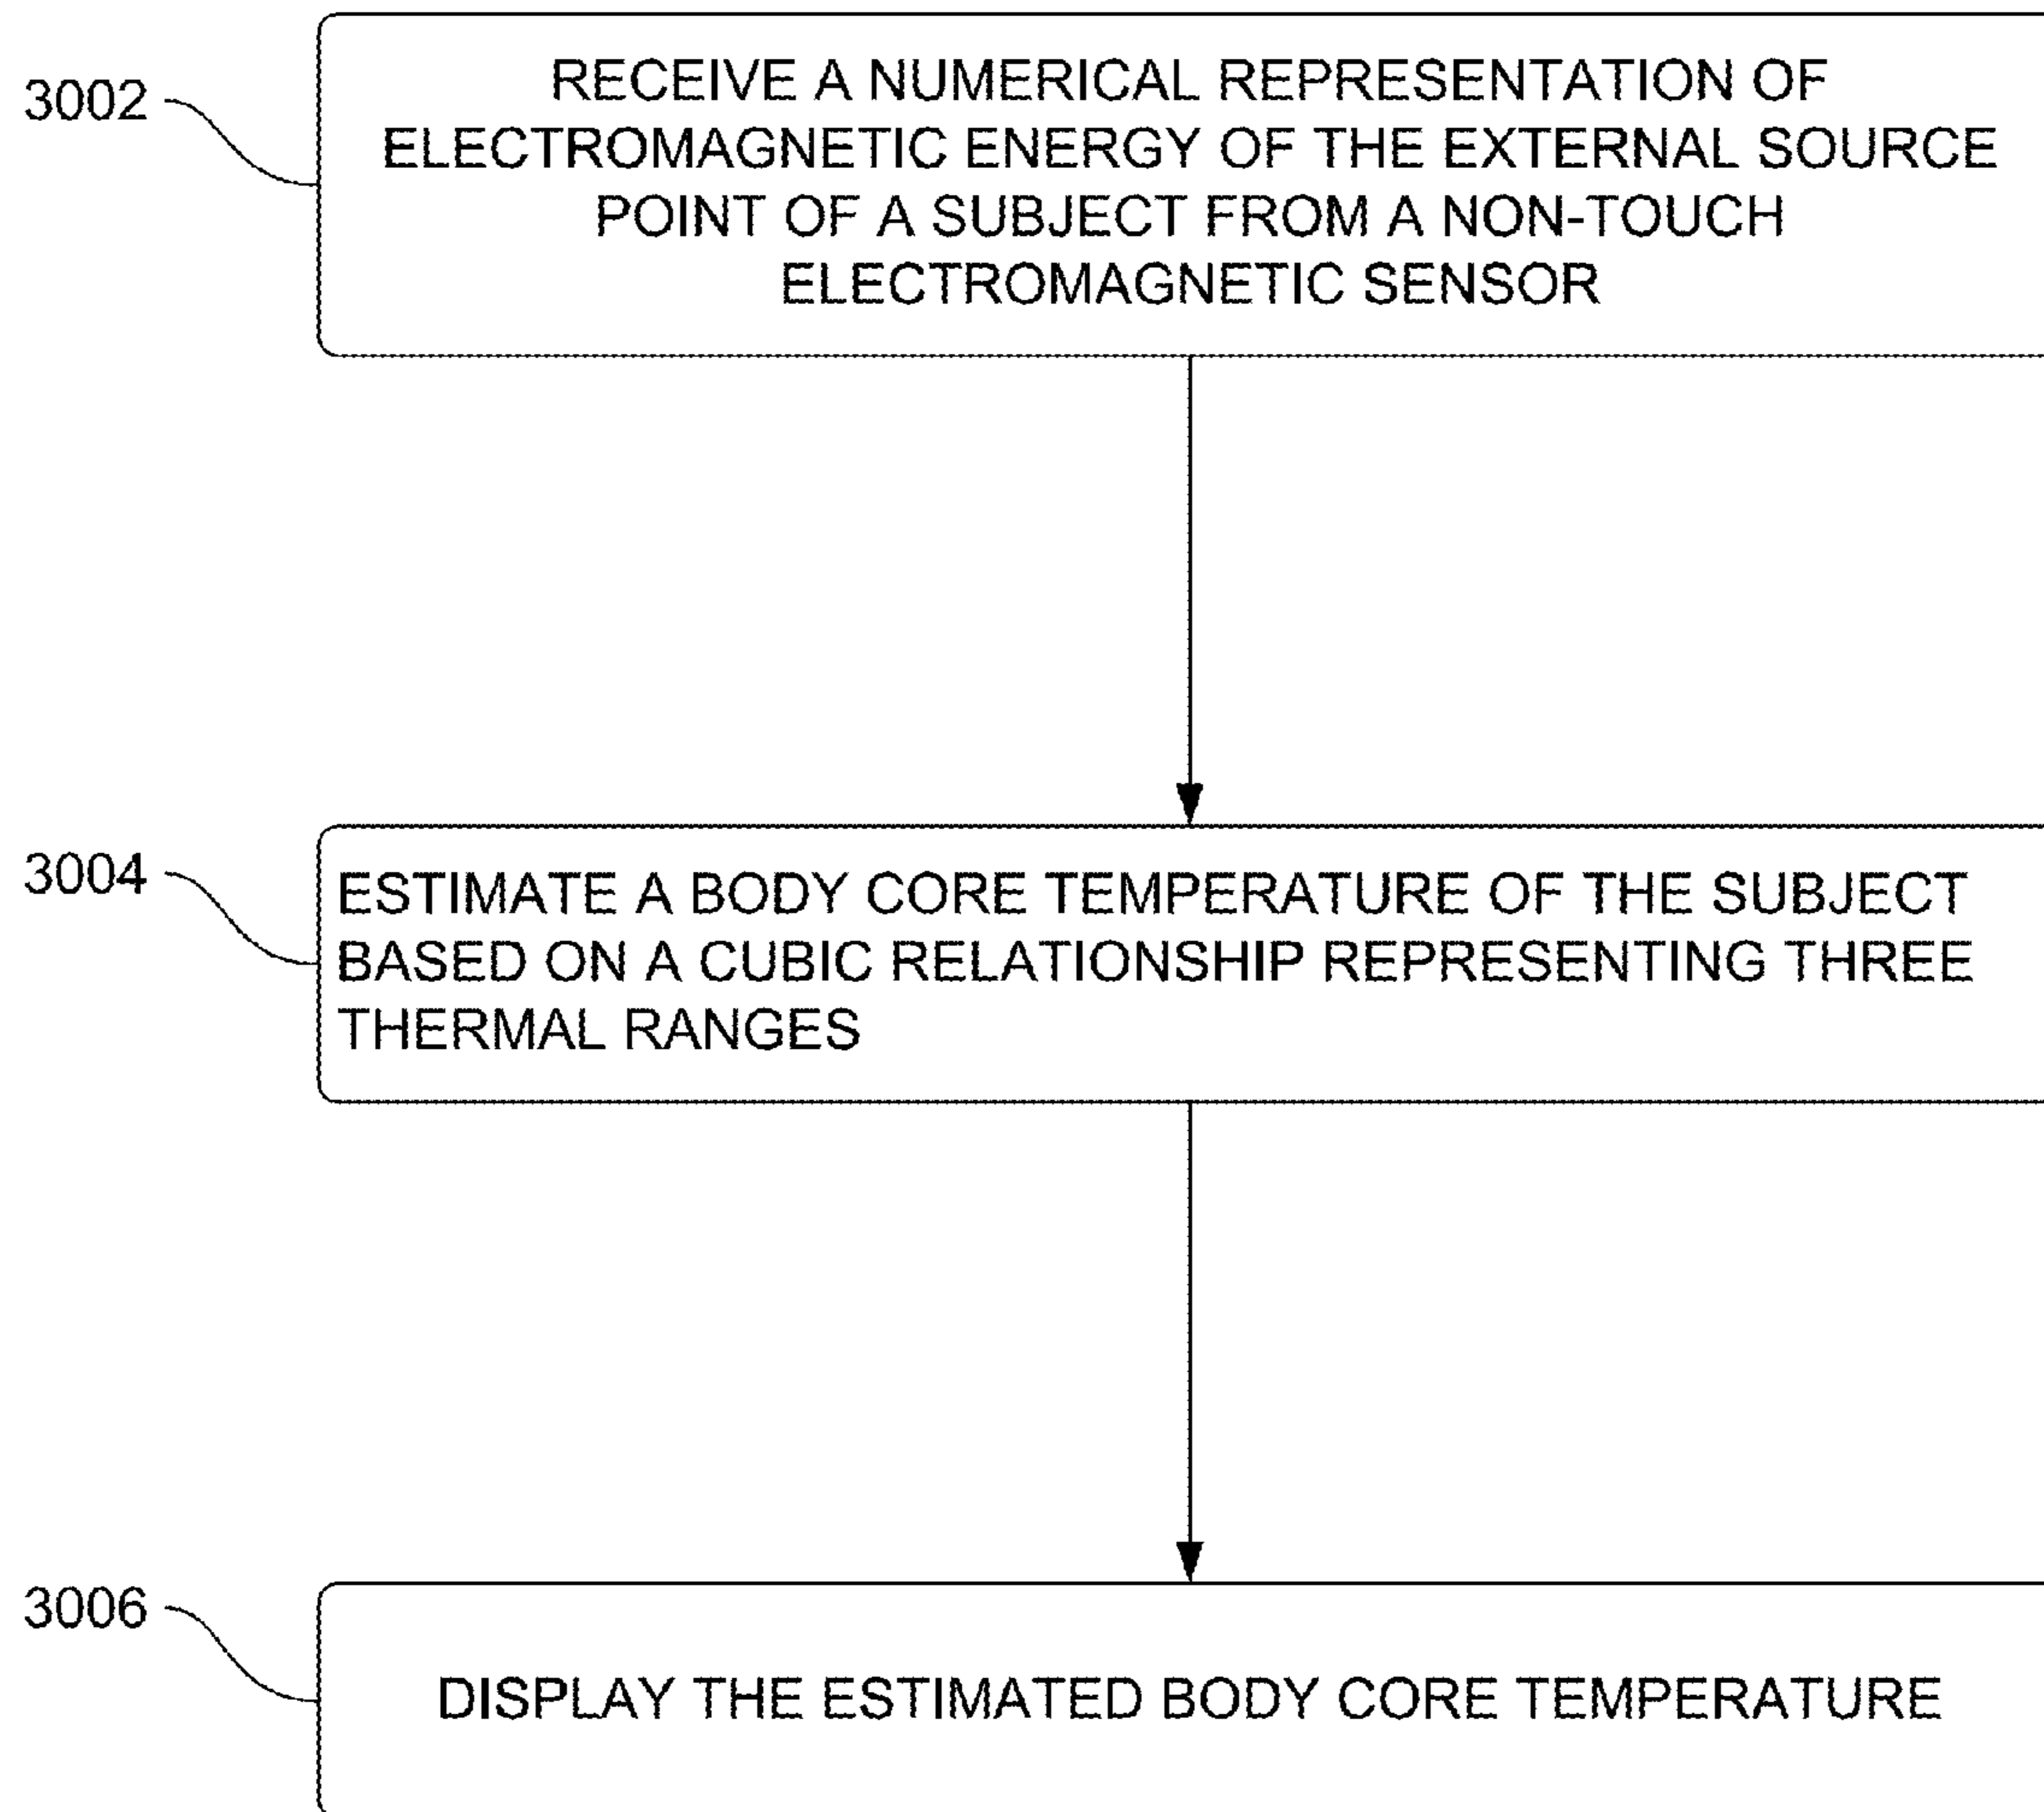 3002
RECEIVE A NUMERICAL REPRESENTATION OF
ELECTROMAGNETIC ENERGY OF THE EXTERNAL SOURCE
POINT OF A SUBJECT FROM A NON-TOUCH
ELECTROMAGNETIC SENSOR
3004
ESTIMATE A BODY CORE TEMPERATURE OF THE SUBJECT
BASED ON A CUBIC RELATIONSHIP REPRESENTING THREE
THERMAL RANGES
3006
DISPLAY THE ESTIMATED BODY CORE TEMPERATURE